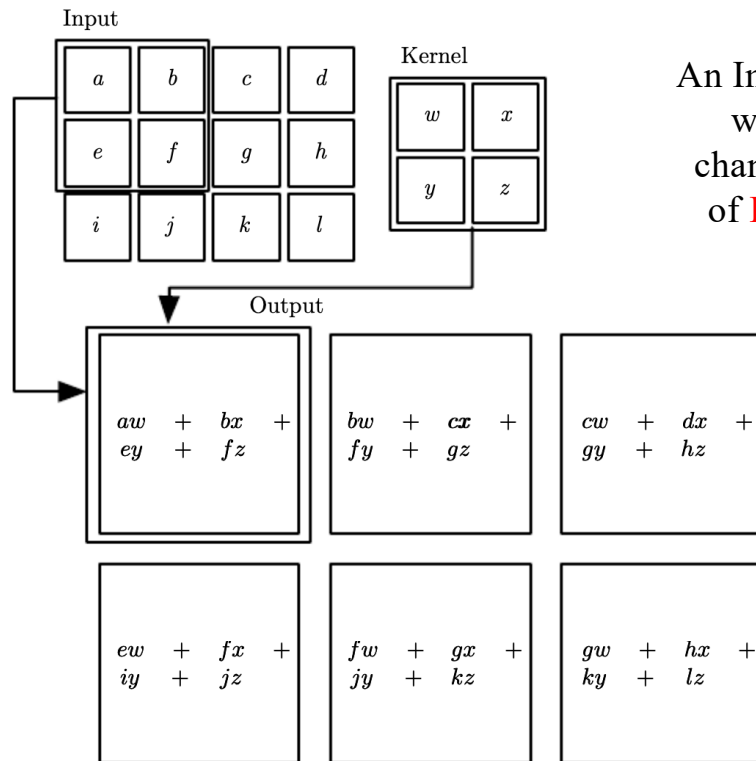 Input
a b c d
e f g h
i j k l
Kernel
w x
y z
An In
w
char
of
Output
aw + bx +
ey + fz
bw + cx +
fy + gz
cw + dx +
gy + hz
ew + fx +
iy + jz
fw + gx +
jy + kz
gw + hx +
ky + lz